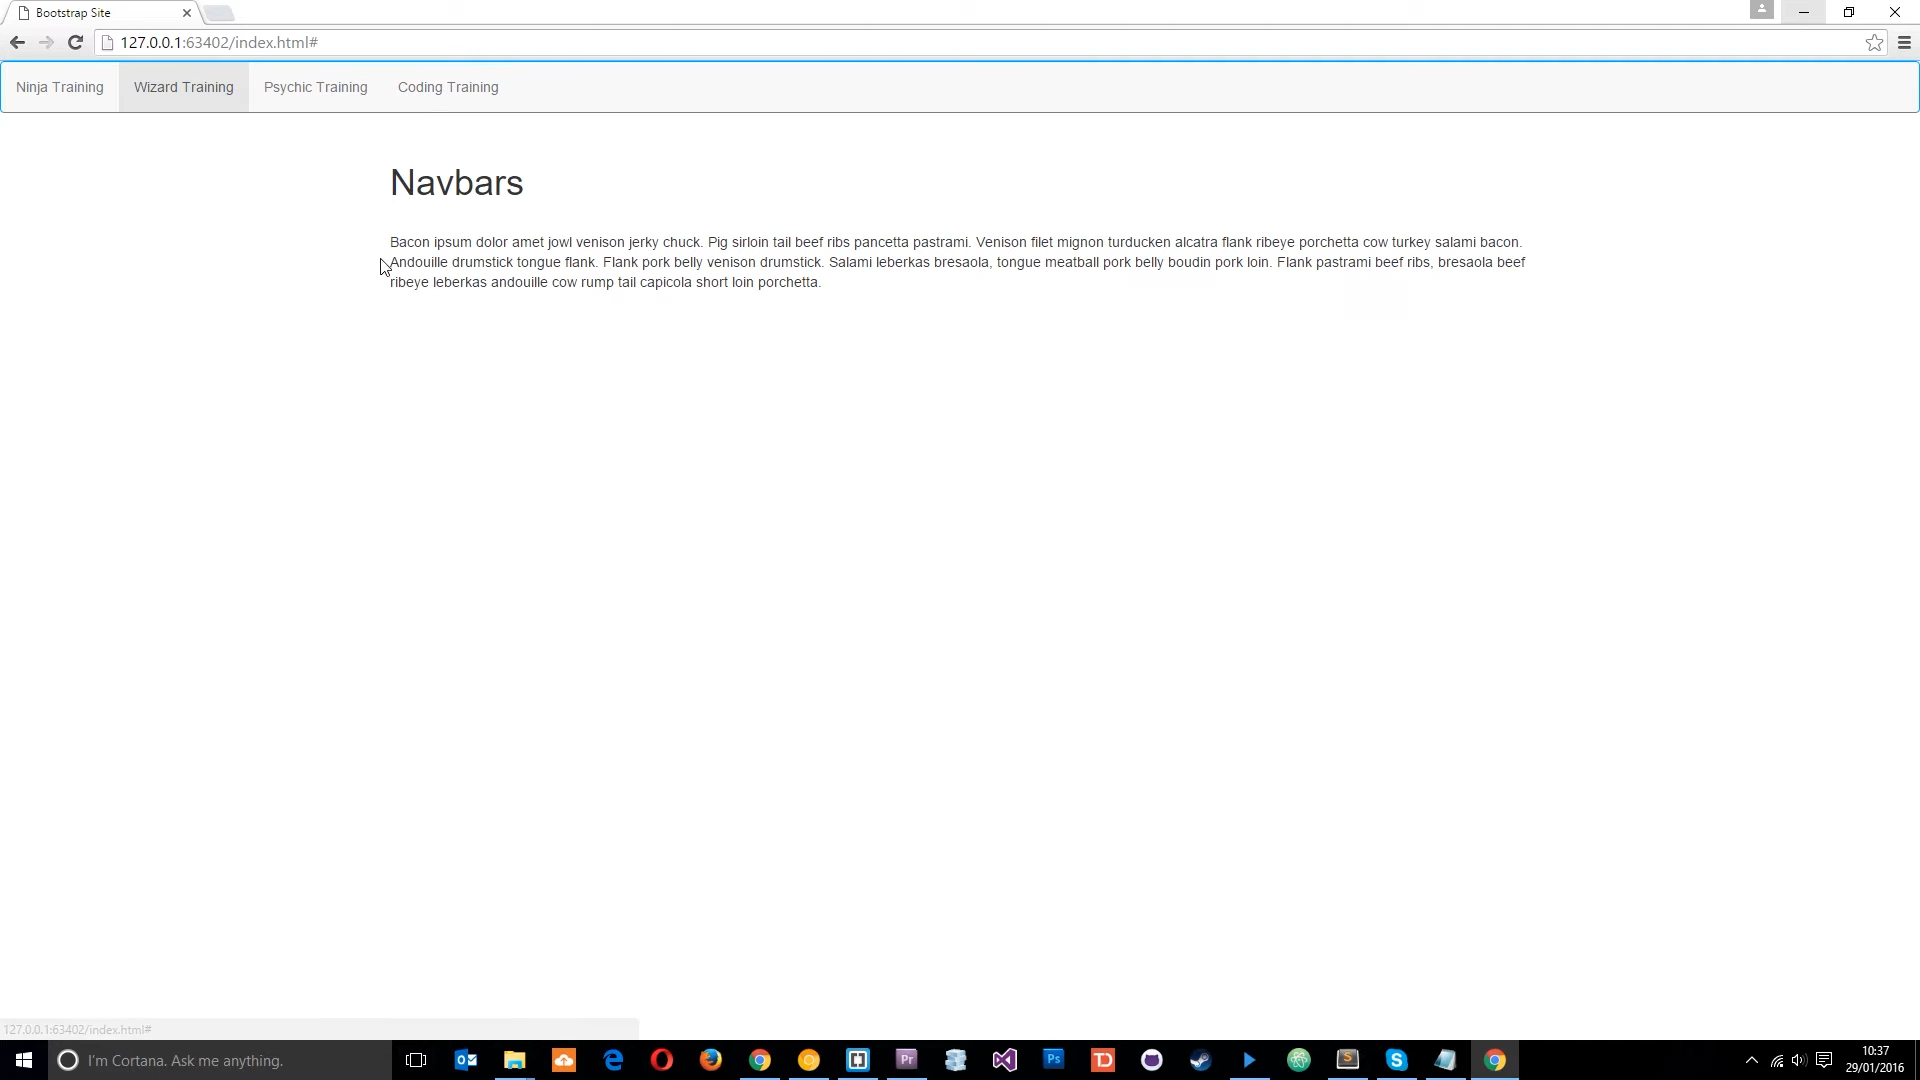 Bootstrap Site
127.0.0.1:63402/index.html#
Ninja Training
Wizard Training
Psychic Training
Coding Training
Navbars
Bacon ipsum dolor amet jowl venison jerky chuck. Pig sirloin tail beef ribs pancetta pastrami. Venison filet mignon turducken alcatra flank ribeye porchetta cow turkey salami bacon.
Andouille drumstick tongue flank. Flank pork belly venison drumstick. Salami leberkas bresaola, tongue meatball pork belly boudin pork loin. Flank pastrami beef ribs, bresaola beef
ribeye leberkas andouille cow rump tail capicola short loin porchetta.
127.0.0.1:63402/index.html#
I'm Cortana. Ask me anything.
Pr
Ps
TD
10:37
29/01/2016